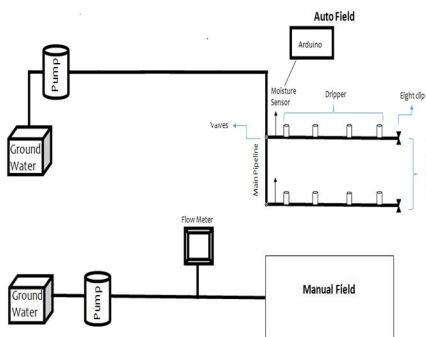 Auto Field
Arduino
Pump
Moisture
Sensor
Dripper
Eight clip
Vawes
Ground
Water
Main Pipeline
Flow Meter
Manual Field
Ground
Water
Pump